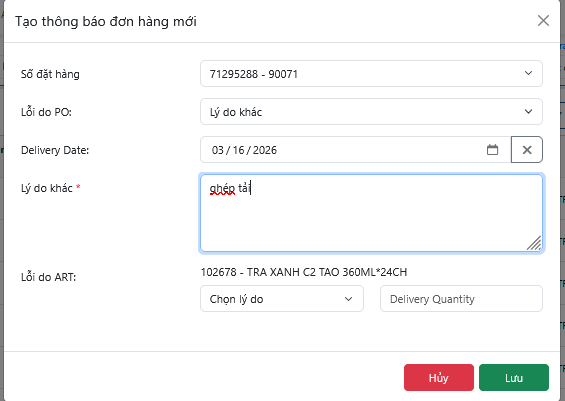 Tạo thông báo đơn hàng mới
Số đặt hàng
71295288 - 90071
Lỗi do PO:
Lý do khác
Delivery Date:
03 / 16 / 2026
Lý do khác *
ghép tải
Lỗi do ART:
102678 - TRA XANH C2 TAO 360ML*24CH
Chọn lý do
Delivery Quantity
Hủy
Lưu